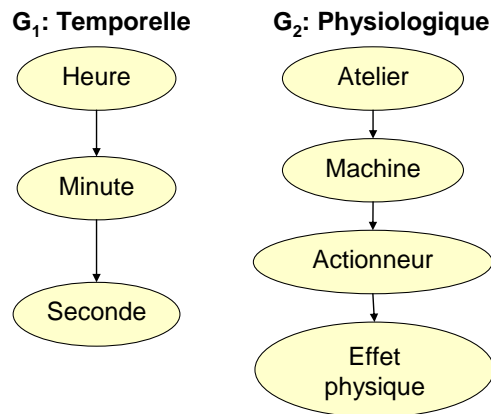 G₁: Temporelle
Heure
Minute
Seconde
G₂: Physiologique
Atelier
Machine
Actionneur
Effet
physique